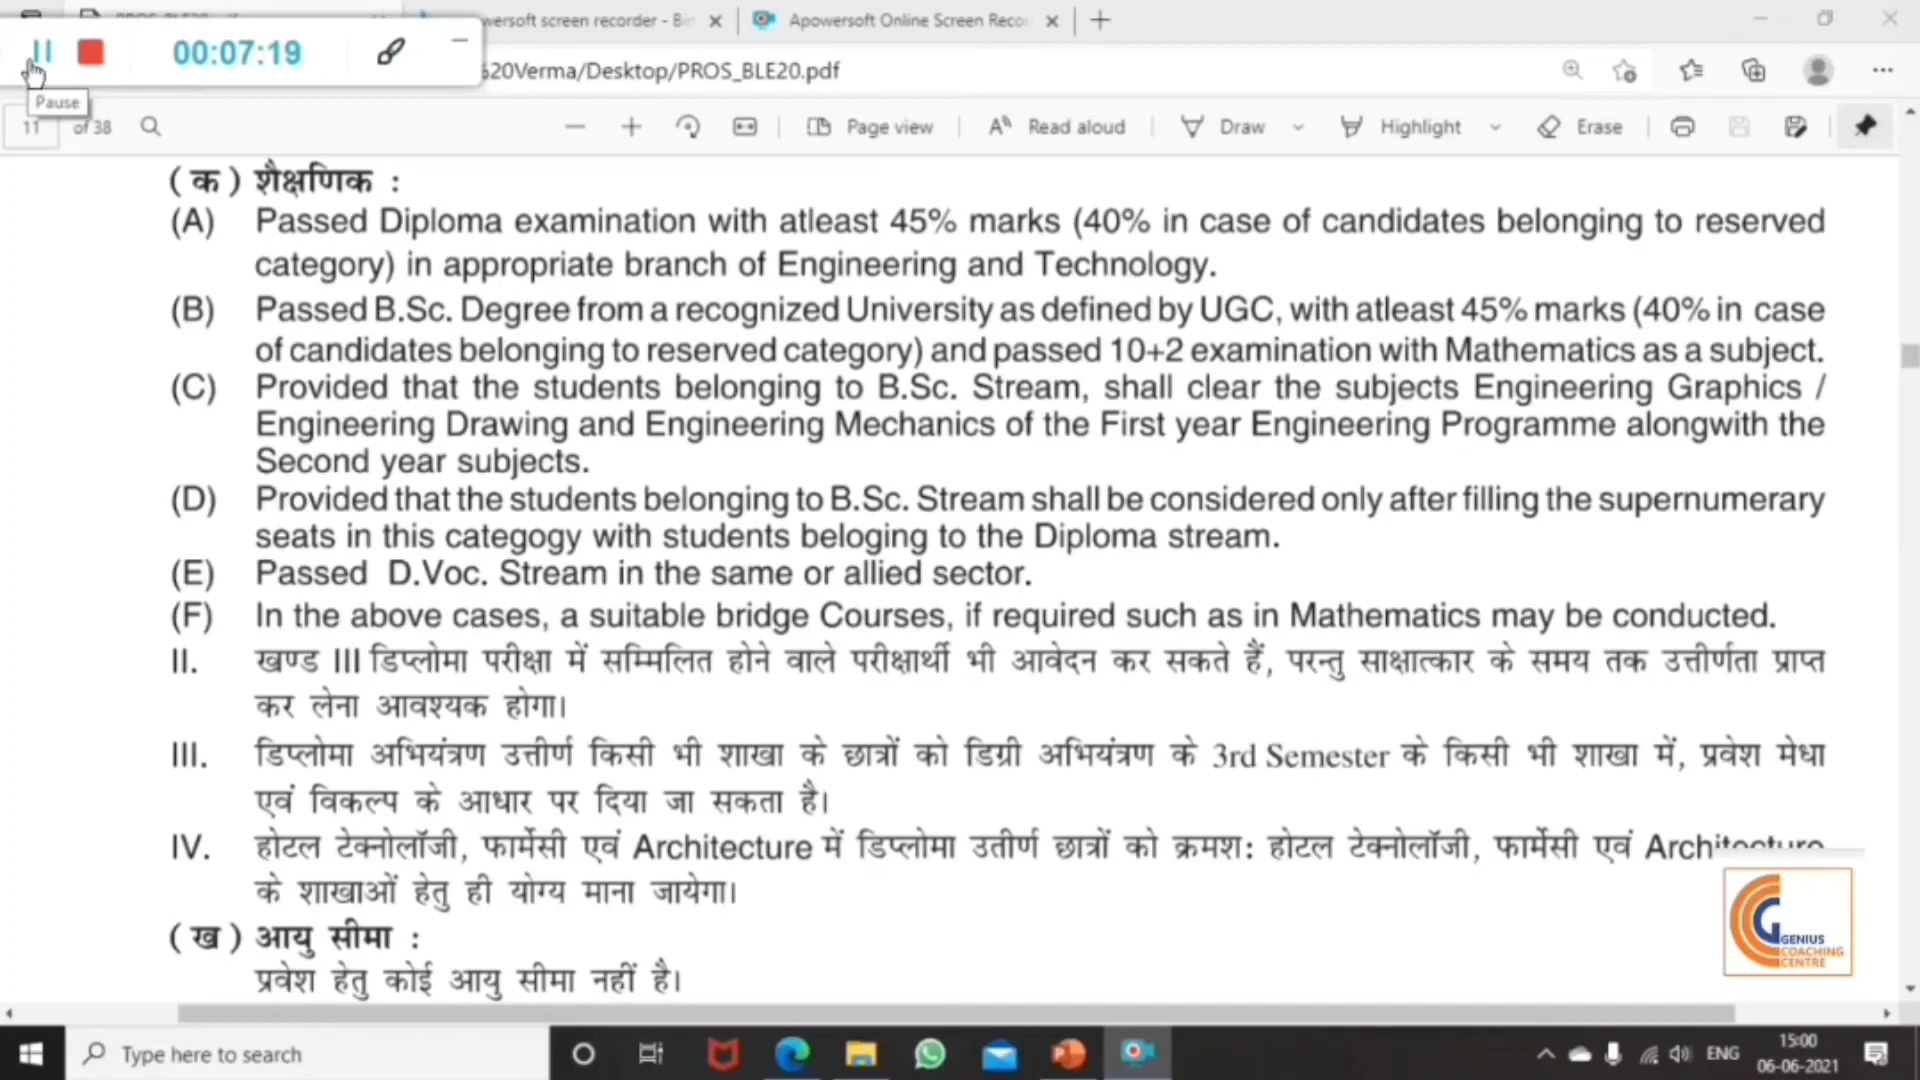 wersoft screen recorder - Bin
Apowersoft Online Screen Reco
00:07:19
%20Verma/Desktop/PROS_BLE20.pdf
Pause
11 of 38
Page view
Read aloud
Draw
Highlight
Erase
(क) शैक्षणिक :
(A) Passed Diploma examination with atleast 45% marks (40% in case of candidates belonging to reserved
category) in appropriate branch of Engineering and Technology.
(B) Passed B.Sc. Degree from a recognized University as defined by UGC, with atleast 45% marks (40% in case
of candidates belonging to reserved category) and passed 10+2 examination with Mathematics as a subject.
(C) Provided that the students belonging to B.Sc. Stream, shall clear the subjects Engineering Graphics /
Engineering Drawing and Engineering Mechanics of the First year Engineering Programme alongwith the
Second year subjects.
(D) Provided that the students belonging to B.Sc. Stream shall be considered only after filling the supernumerary
seats in this categogy with students beloging to the Diploma stream.
(E) Passed D.Voc. Stream in the same or allied sector.
(F) In the above cases, a suitable bridge Courses, if required such as in Mathematics may be conducted.
II. खण्ड III डिप्लोमा परीक्षा में सम्मिलित होने वाले परीक्षार्थी भी आवेदन कर सकते हैं, परन्तु साक्षात्कार के समय तक उत्तीर्णता प्राप्त
कर लेना आवश्यक होगा।
III. डिप्लोमा अभियंत्रण उत्तीर्ण किसी भी शाखा के छात्रों को डिग्री अभियंत्रण के 3rd Semester के किसी भी शाखा में, प्रवेश मेधा
एवं विकल्प के आधार पर दिया जा सकता है।
IV. होटल टेक्नोलॉजी, फार्मेसी एवं Architecture में डिप्लोमा उतीर्ण छात्रों को क्रमश: होटल टेक्नोलॉजी, फार्मेसी एवं Architecture
के शाखाओं हेतु ही योग्य माना जायेगा।
(ख) आयु सीमा :
प्रवेश हेतु कोई आयु सीमा नहीं है।
GENIUS
COACHING
CENTRE
Type here to search
ENG
15:00
06-06-2021